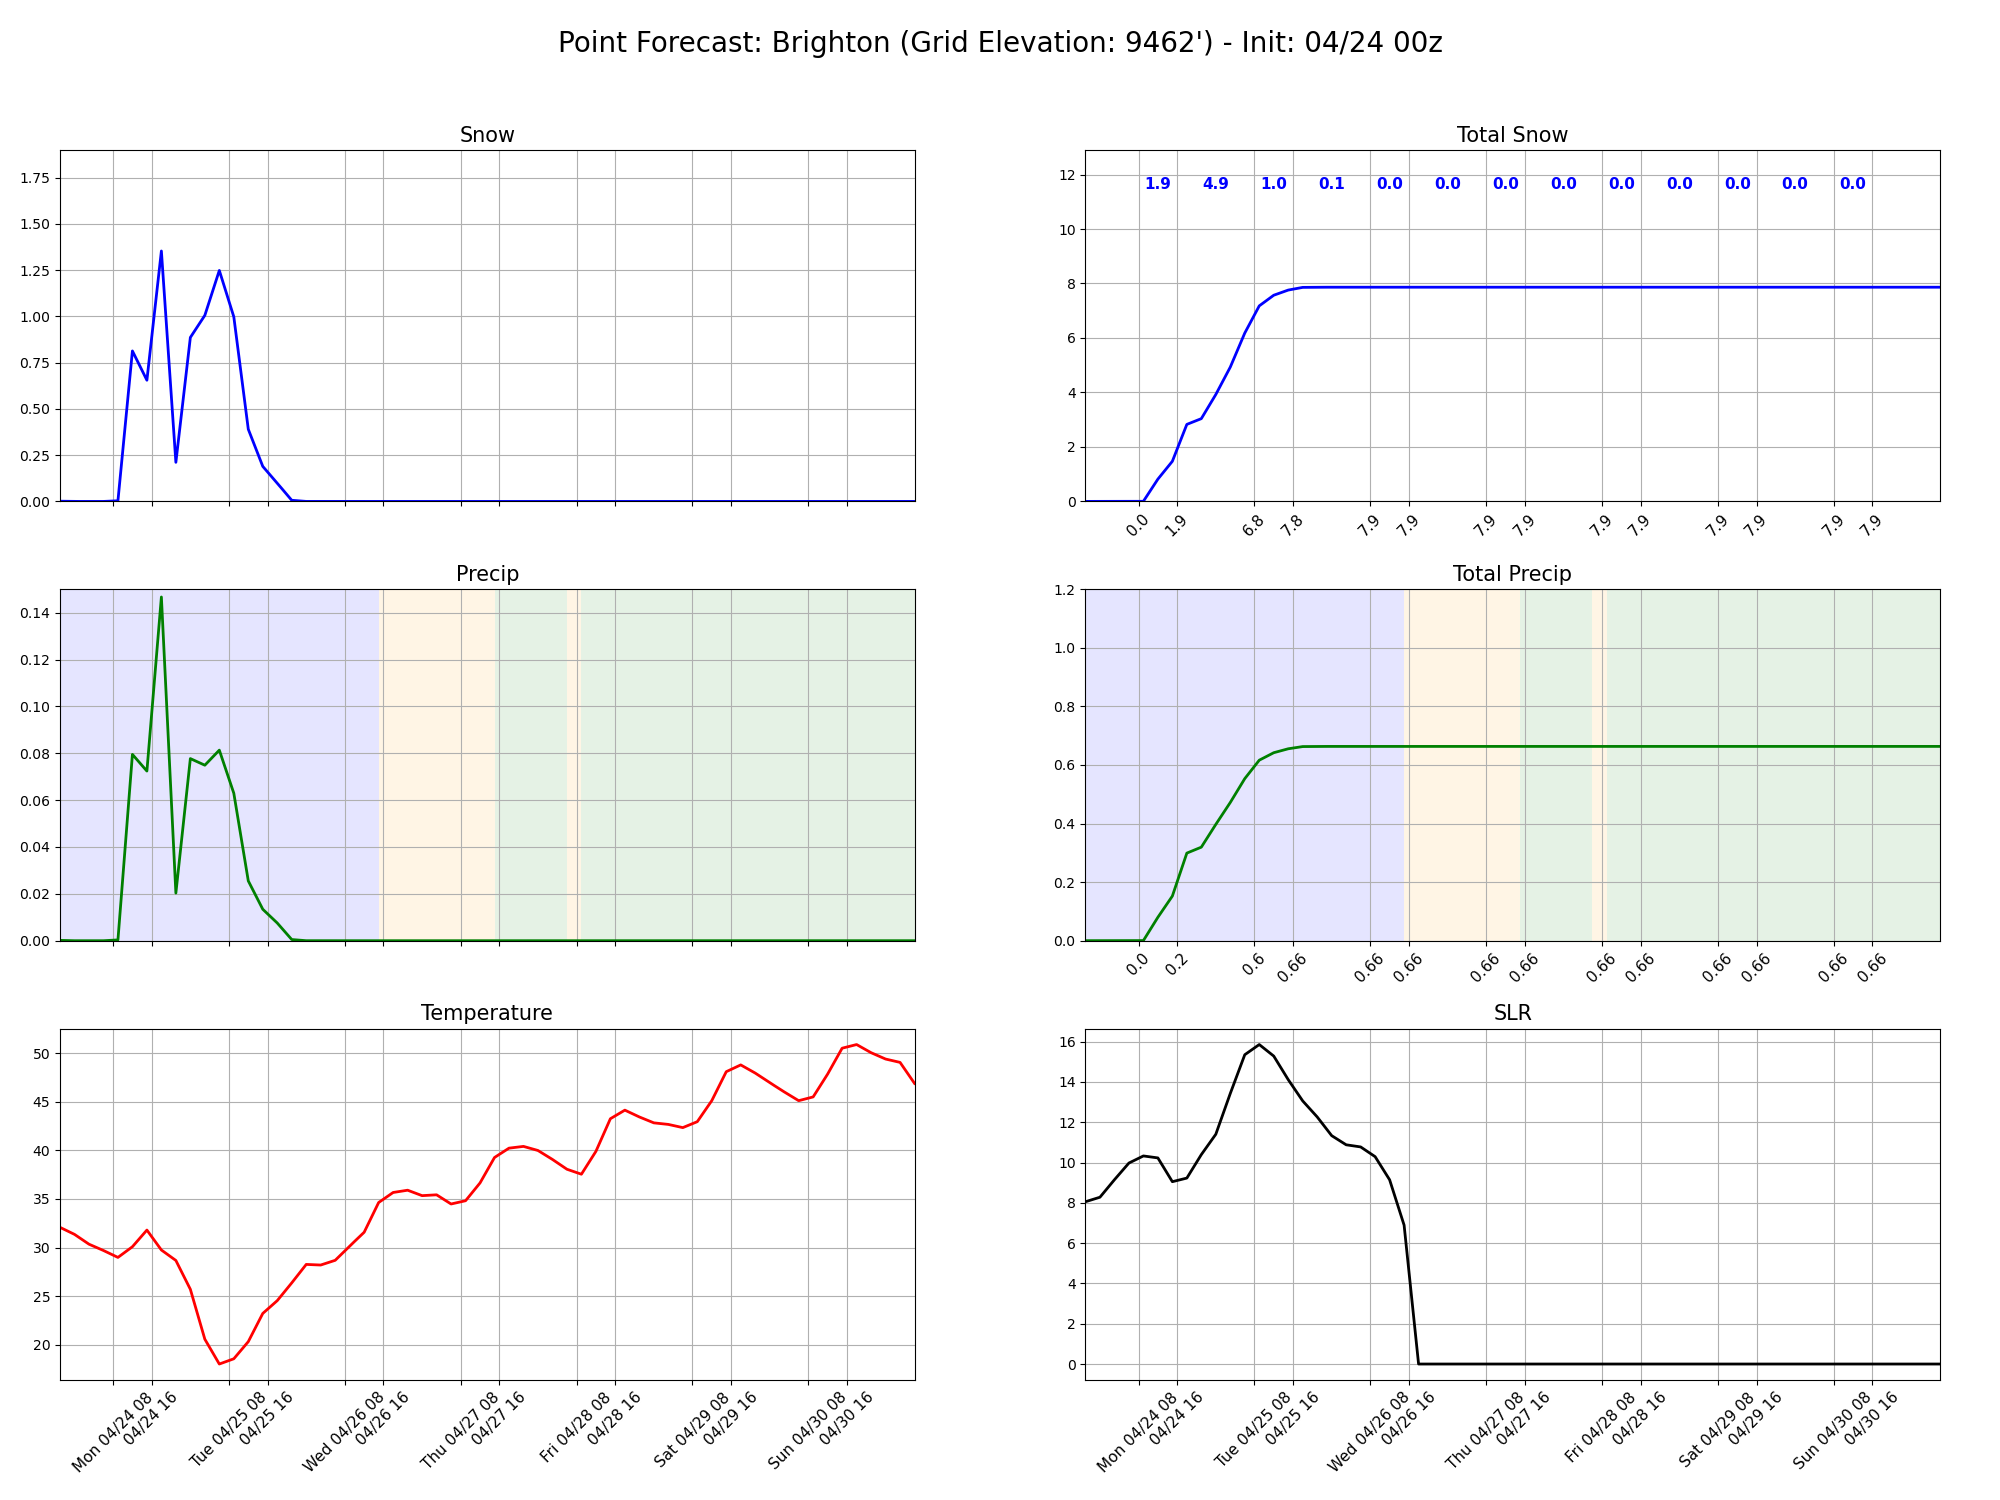 Point Forecast: Brighton (Grid Elevation: 9462') - Init: 04/24 00z
Snow
1.75
1.50
1.25
1.00
0.75
0.50
0.25
0.00
Total Snow
12
10
8
6
4
2
0
1.9 4.9 1.0 0.1 0.0 0.0 0.0 0.0 0.0 0.0 0.0 0.0 0.0
0.0 1.9 6.8 7.8 7.9 7.9 7.9 7.9 7.9 7.9 7.9 7.9 7.9 7.9
Precip
0.14
0.12
0.10
0.08
0.06
0.04
0.02
0.00
Total Precip
1.2
1.0
0.8
0.6
0.4
0.2
0.0
0.0 0.2 0.6 0.66 0.66 0.66 0.66 0.66 0.66 0.66 0.66 0.66 0.66 0.66
Temperature
50
45
40
35
30
25
20
Mon 04/24 08
04/24 16
Tue 04/25 08
04/25 16
Wed 04/26 08
04/26 16
Thu 04/27 08
04/27 16
Fri 04/28 08
04/28 16
Sat 04/29 08
04/29 16
Sun 04/30 08
04/30 16
SLR
16
14
12
10
8
6
4
2
0
Mon 04/24 08
04/24 16
Tue 04/25 08
04/25 16
Wed 04/26 08
04/26 16
Thu 04/27 08
04/27 16
Fri 04/28 08
04/28 16
Sat 04/29 08
04/29 16
Sun 04/30 08
04/30 16